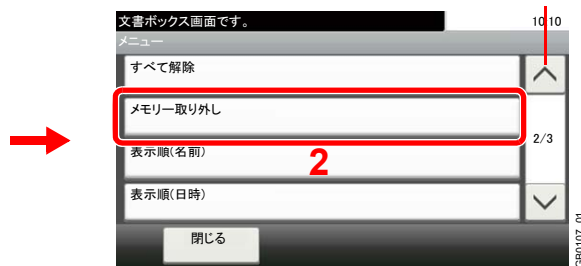 文書ボックス画面です。 10:10
メニュー
すべて解除
メモリー取り外し
2/3
表示順(名前)
2
表示順(日時)
閉じる
GB0107_01